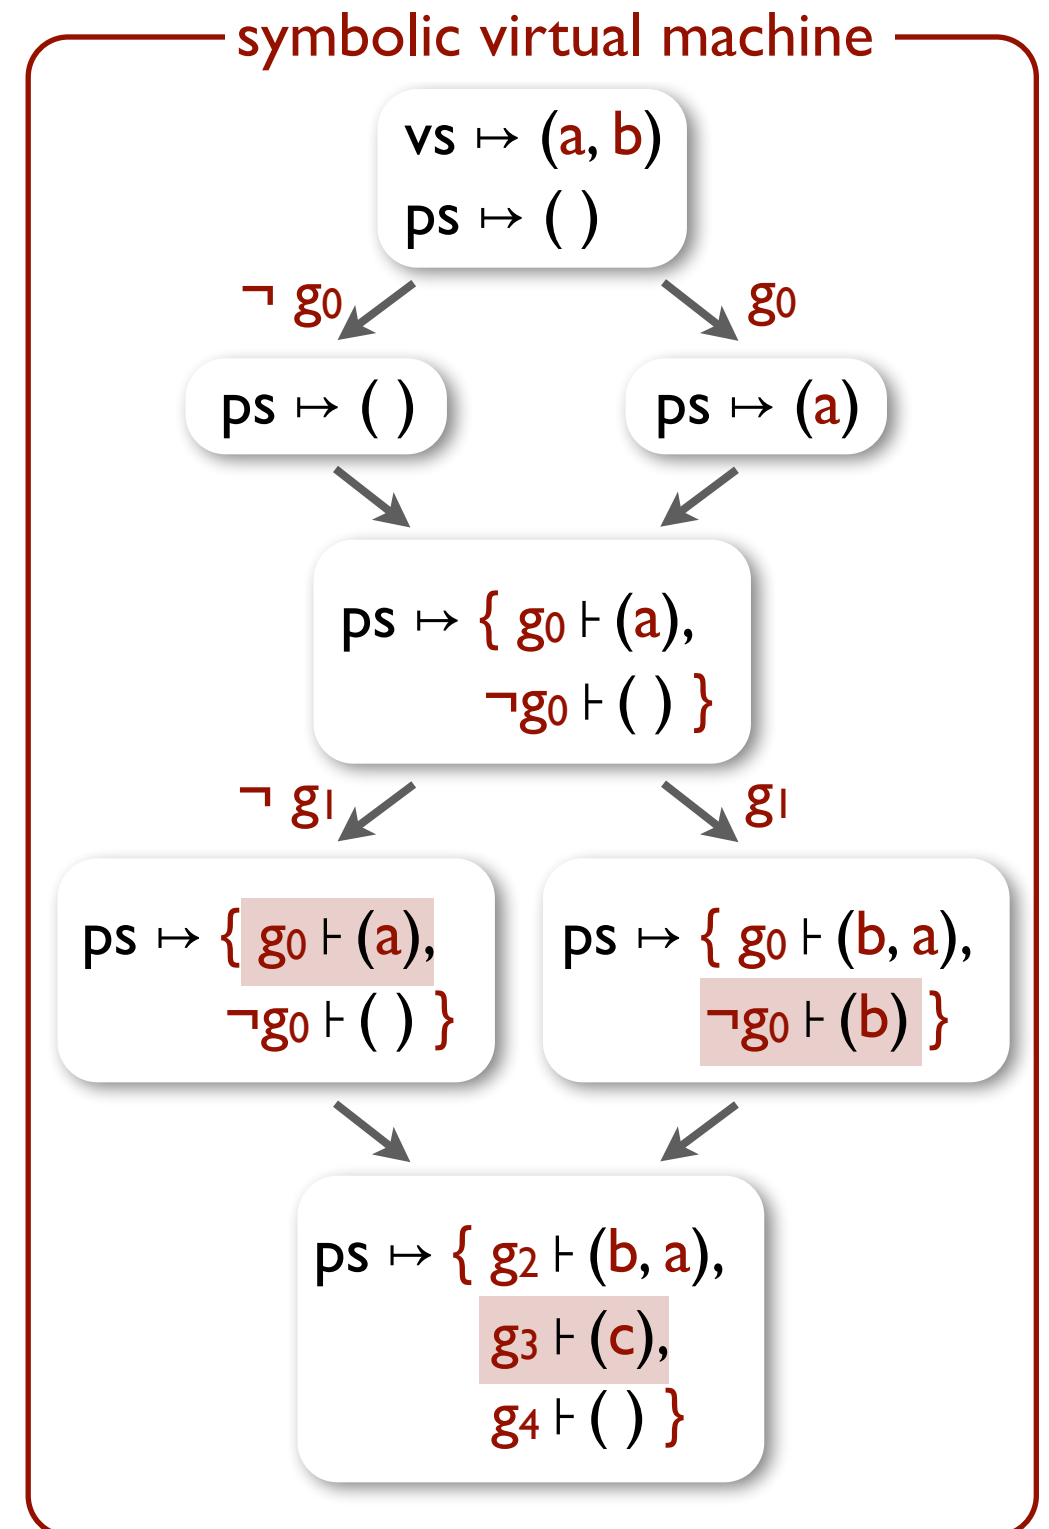 symbolic virtual machine
vs ↦ (a, b)
ps ↦ ( )
¬ g₀
g₀
ps ↦ ( )
ps ↦ (a)
ps ↦ { g₀ ⊦ (a),
¬g₀ ⊦ ( ) }
¬ g₁
g₁
ps ↦ { g₀ ⊦ (a),
¬g₀ ⊦ ( ) }
ps ↦ { g₀ ⊦ (b, a),
¬g₀ ⊦ (b) }
ps ↦ { g₂ ⊦ (b, a),
g₃ ⊦ (c),
g₄ ⊦ ( ) }